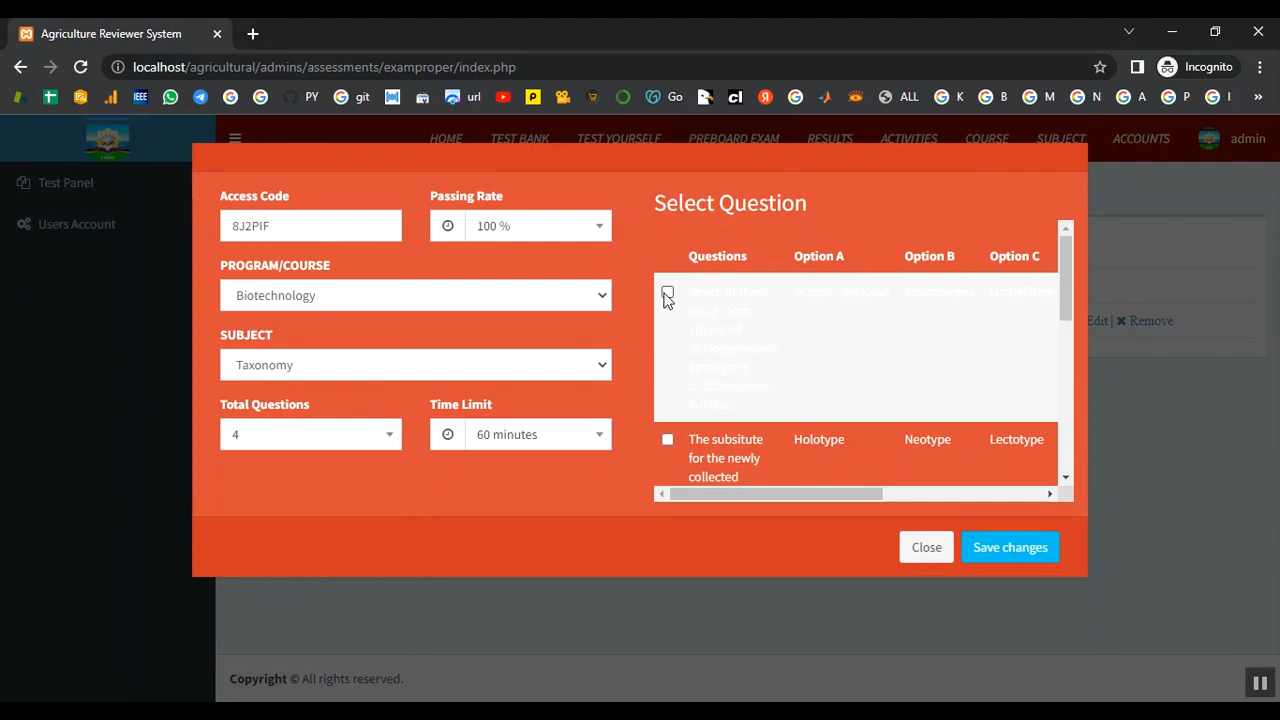 Agriculture Reviewer System
localhost/agricultural/admins/assessments/examproper/index.php
Incognito
IEEE
PY
git
url
P
Go
cl
ALL
K
B
M
N
A
P
I
HOME TEST BANK TEST YOURSELF PREBOARD EXAM RESULTS ACTIVITIES COURSE SUBJECT ACCOUNTS admin
Test Panel
Users Account
Access Code
8J2PIF
Passing Rate
100 %
PROGRAM/COURSE
Biotechnology
SUBJECT
Taxonomy
Total Questions
4
Time Limit
60 minutes
Select Question
Questions Option A Option B Option C
The subsitute Holotype Neotype Lectotype
for the newly
collected
Edit | Remove
Close
Save changes
Copyright © All rights reserved.